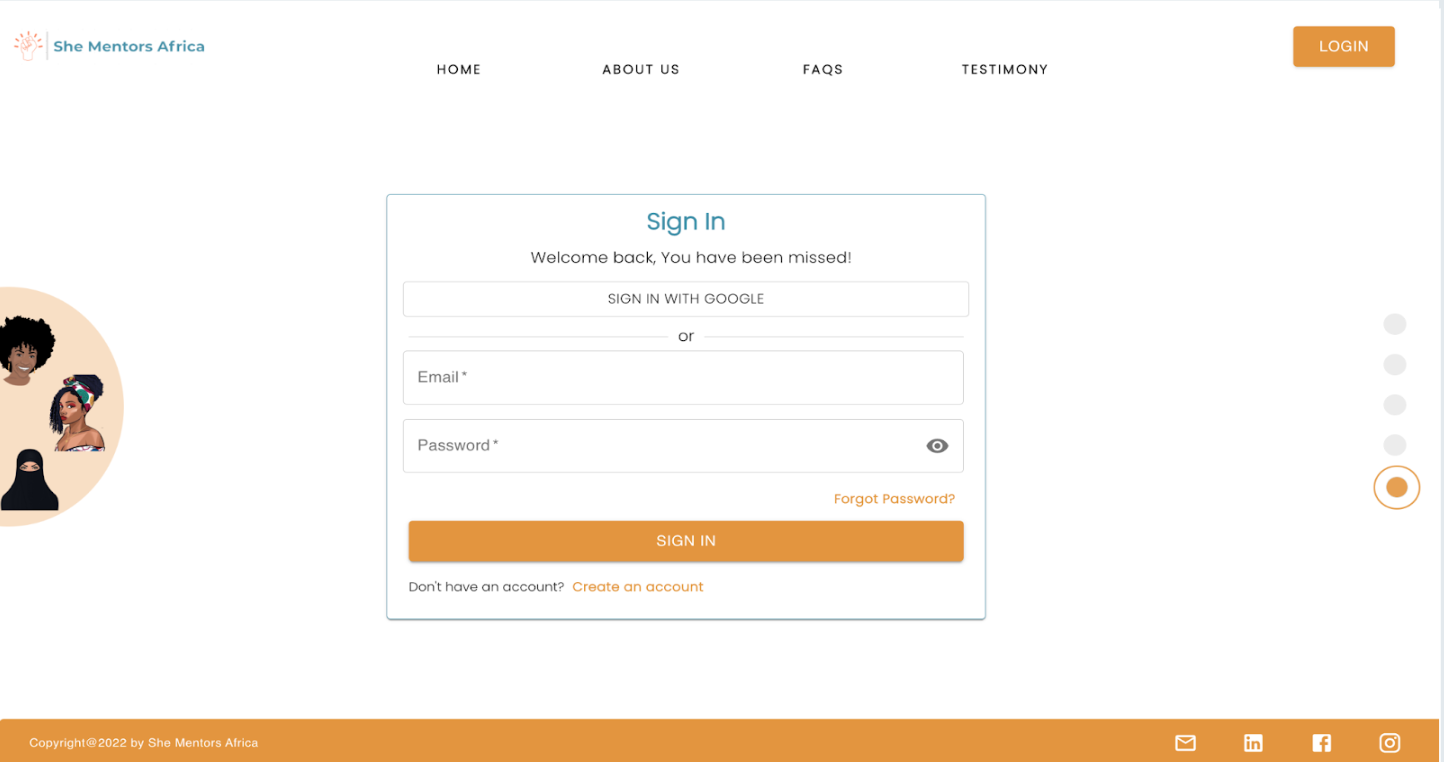 She Mentors Africa
LOGIN
HOME ABOUT US FAQS TESTIMONY
Sign In
Welcome back, You have been missed!
SIGN IN WITH GOOGLE
or
Email *
Password *
Forgot Password?
SIGN IN
Don't have an account? Create an account
Copyright@2022 by She Mentors Africa